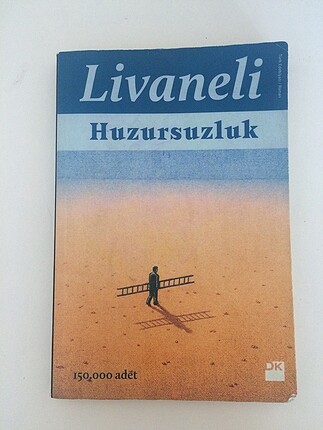 Livaneli
Huzursuzluk
150.000 adet
DK